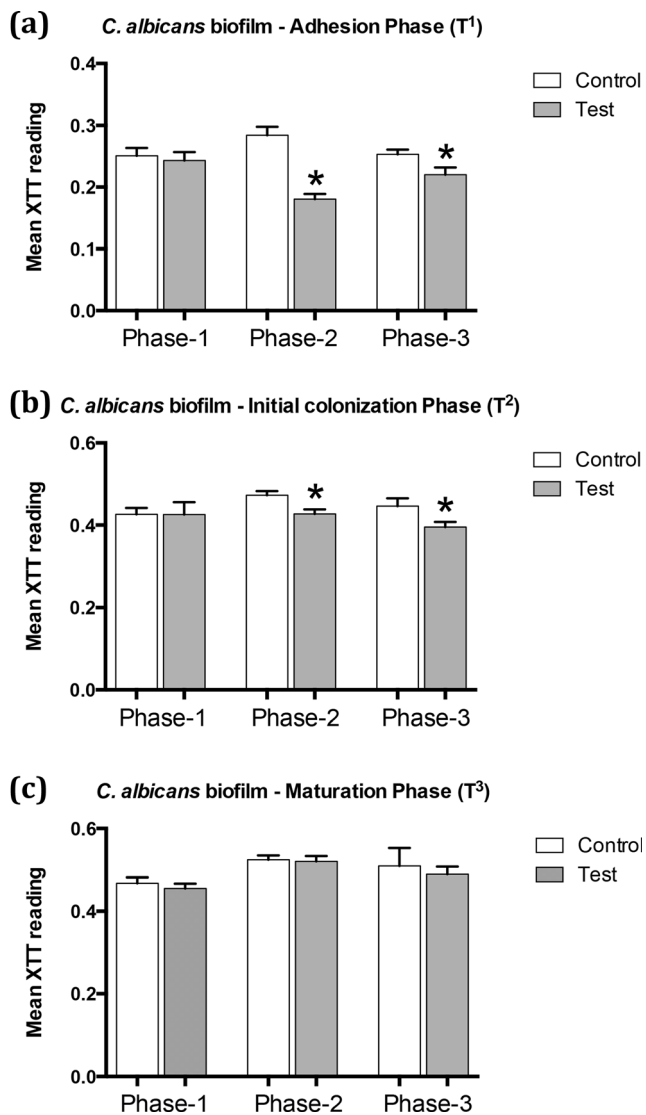 (a) C. albicans biofilm - Adhesion Phase (T¹)
Mean XTT reading
0.4
0.3
0.2
0.1
0.0
*
*
Phase-1 Phase-2 Phase-3
Control
Test
(b) C. albicans biofilm - Initial colonization Phase (T²)
Mean XTT reading
0.6
0.4
0.2
0.0
*
*
Phase-1 Phase-2 Phase-3
Control
Test
(c) C. albicans biofilm - Maturation Phase (T³)
Mean XTT reading
0.6
0.4
0.2
0.0
Phase-1 Phase-2 Phase-3
Control
Test